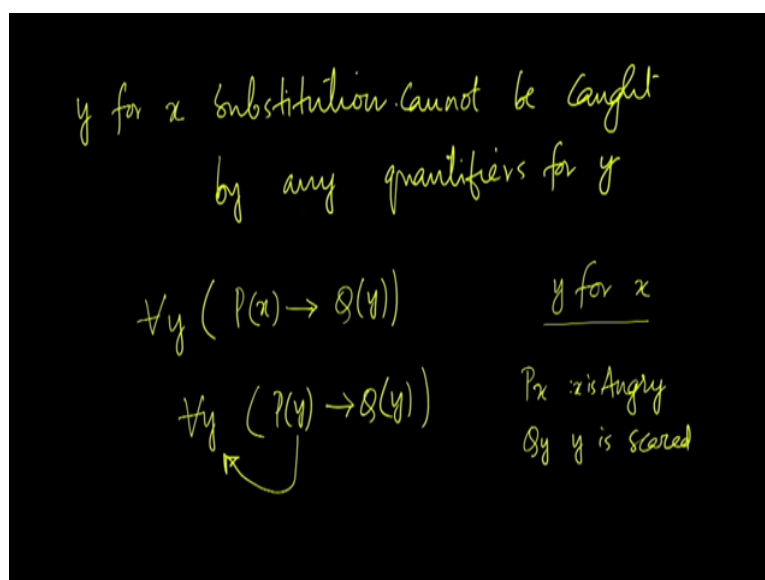 y for x substitution cannot be caught
by any quantifiers for y
∀y ( P(x) → Q(y))
y for x
∀y ( P(y) → Q(y))
Px : x is Angry
Qy y is scared